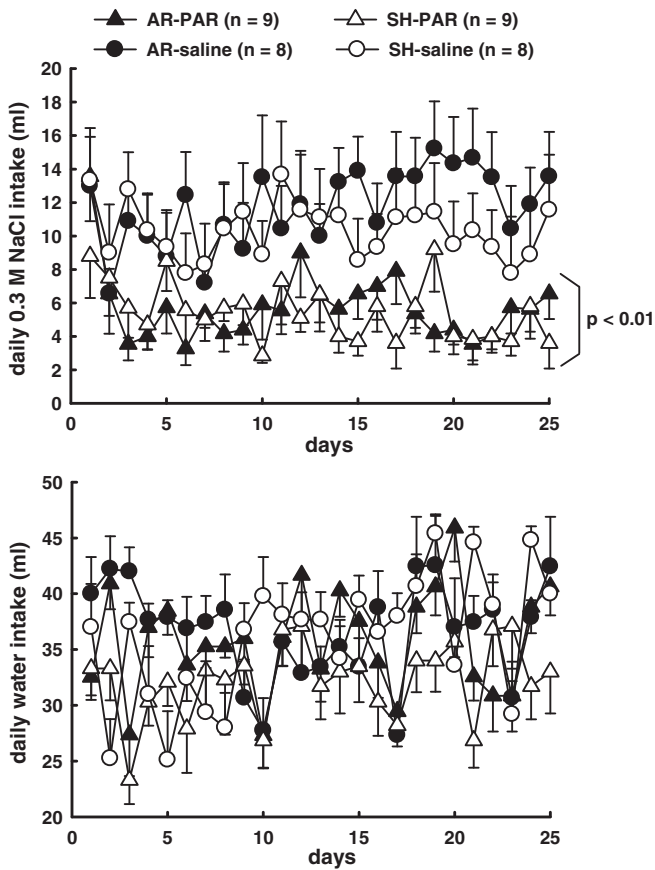 AR-PAR (n = 9) SH-PAR (n = 9)
AR-saline (n = 8) SH-saline (n = 8)
daily 0.3 M NaCl intake (ml)
20
18
16
14
12
10
8
6
4
2
0
p < 0.01
0 5 10 15 20 25
days
daily water intake (ml)
50
45
40
35
30
25
20
0 5 10 15 20 25
days